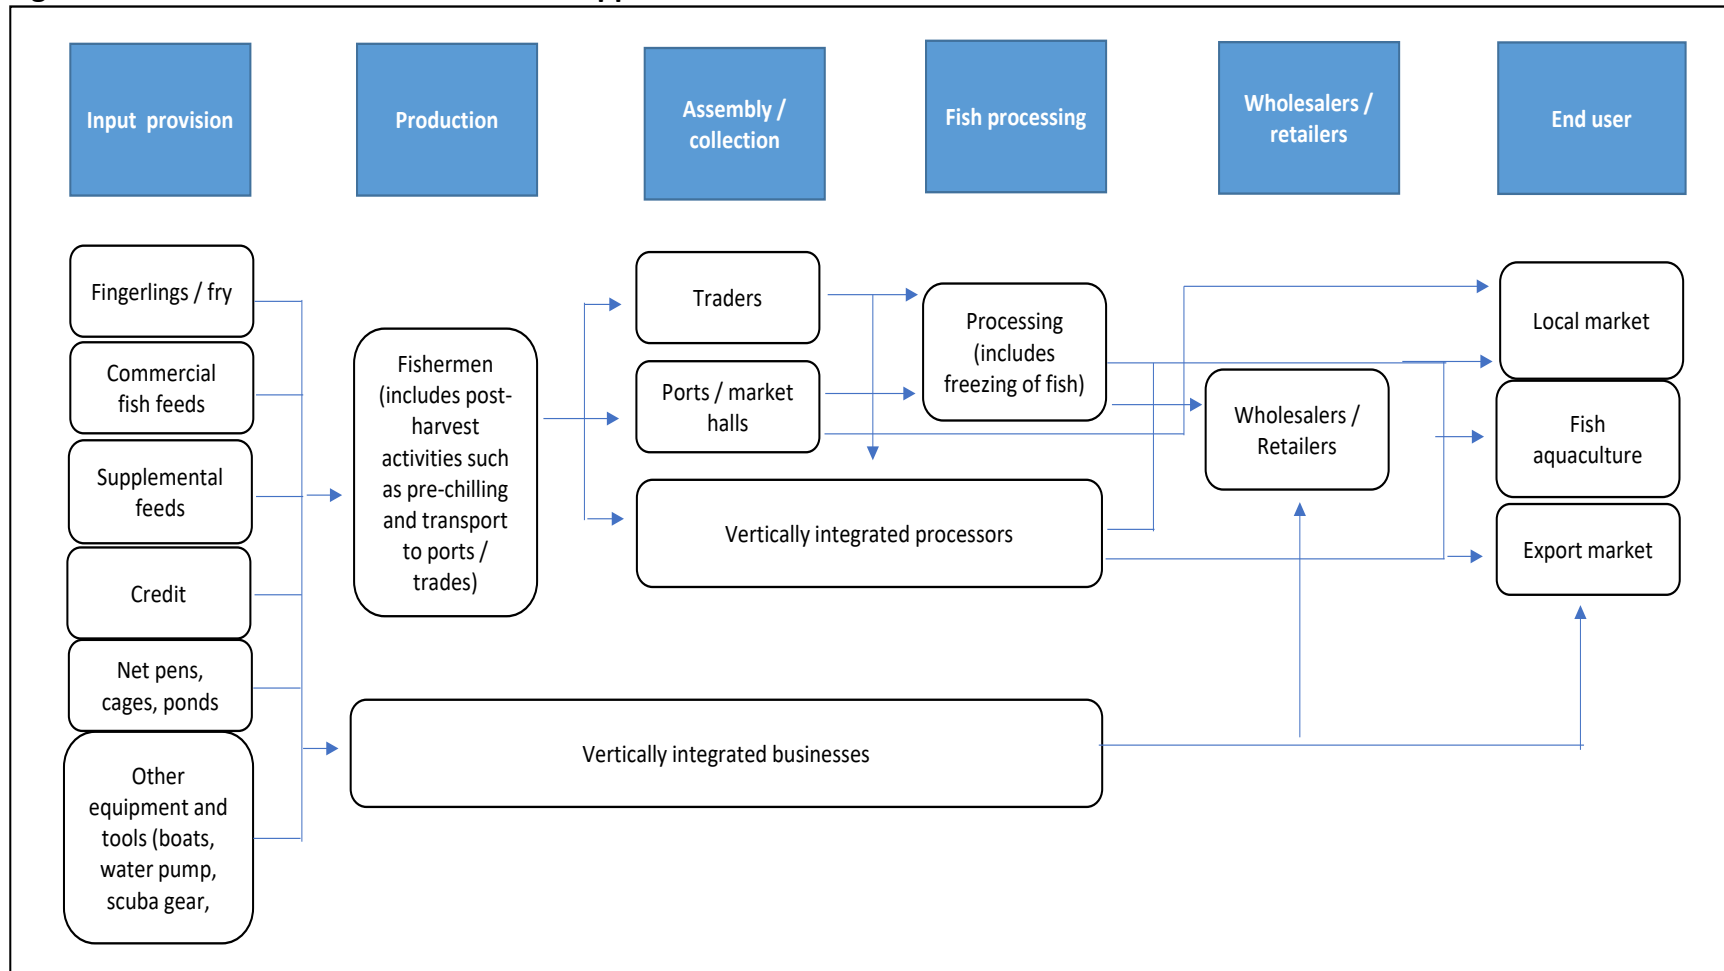 Input provision
Production
Assembly /
collection
Fish processing
Wholesalers /
retailers
End user
Fingerlings / fry
Commercial
fish feeds
Supplemental
feeds
Credit
Net pens,
cages, ponds
Other
equipment and
tools (boats,
water pump,
scuba gear,
Fishermen
(includes post-
harvest
activities such
as pre-chilling
and transport
to ports /
trades)
Traders
Ports / market
halls
Vertically integrated processors
Processing
(includes
freezing of fish)
Wholesalers /
Retailers
Local market
Fish
aquaculture
Export market
Vertically integrated businesses